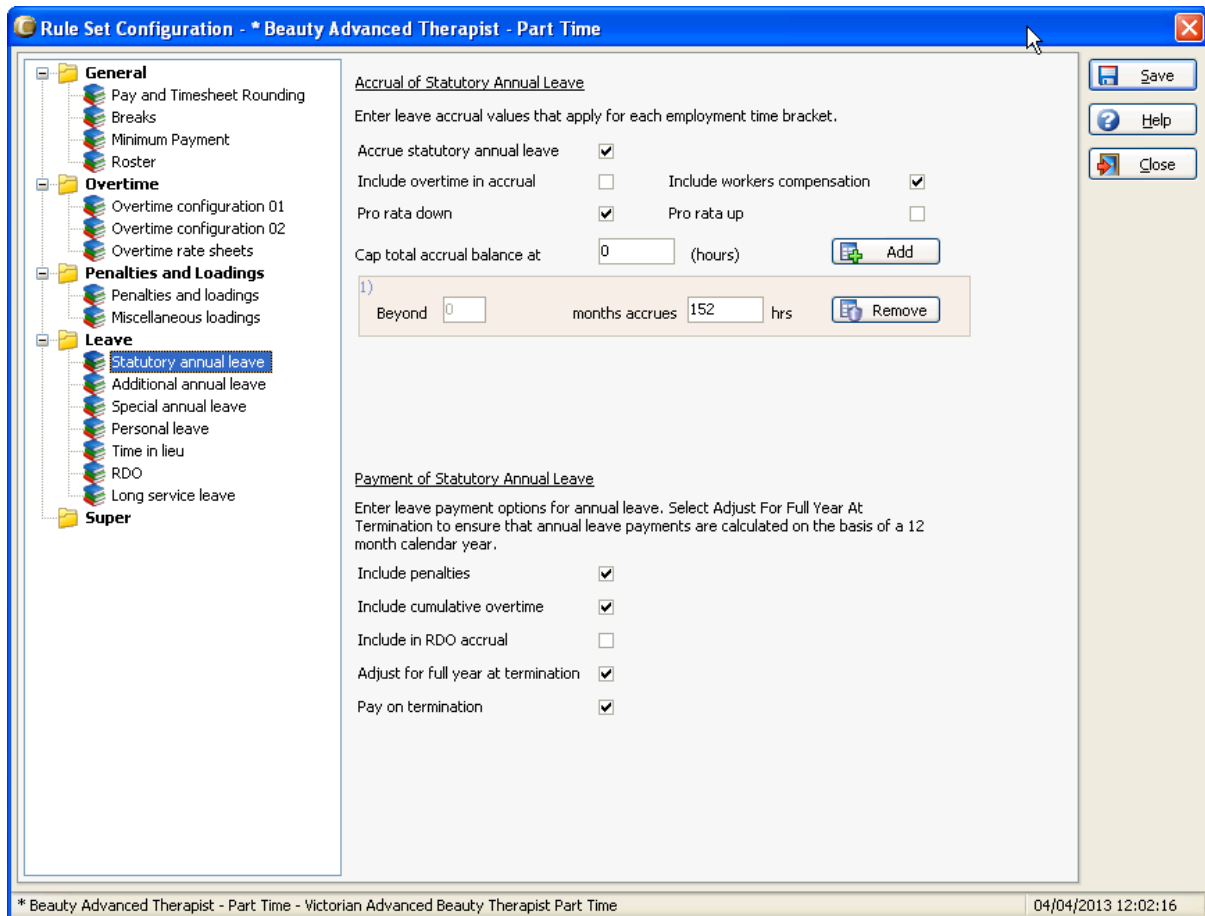 Rule Set Configuration - * Beauty Advanced Therapist - Part Time
General
Pay and Timesheet Rounding
Breaks
Minimum Payment
Roster
Overtime
Overtime configuration 01
Overtime configuration 02
Overtime rate sheets
Penalties and Loadings
Penalties and loadings
Miscellaneous loadings
Leave
Statutory annual leave
Additional annual leave
Special annual leave
Personal leave
Time in lieu
RDO
Long service leave
Super
Accrual of Statutory Annual Leave
Enter leave accrual values that apply for each employment time bracket.
Accrue statutory annual leave
Include overtime in accrual Include workers compensation
Pro rata down Pro rata up
Cap total accrual balance at 0 (hours) Add
1)
Beyond 0 months accrues 152 hrs Remove
Payment of Statutory Annual Leave
Enter leave payment options for annual leave. Select Adjust For Full Year At
Termination to ensure that annual leave payments are calculated on the basis of a 12
month calendar year.
Include penalties
Include cumulative overtime
Include in RDO accrual
Adjust for full year at termination
Pay on termination
Save
Help
Close
* Beauty Advanced Therapist - Part Time - Victorian Advanced Beauty Therapist Part Time 04/04/2013 12:02:16